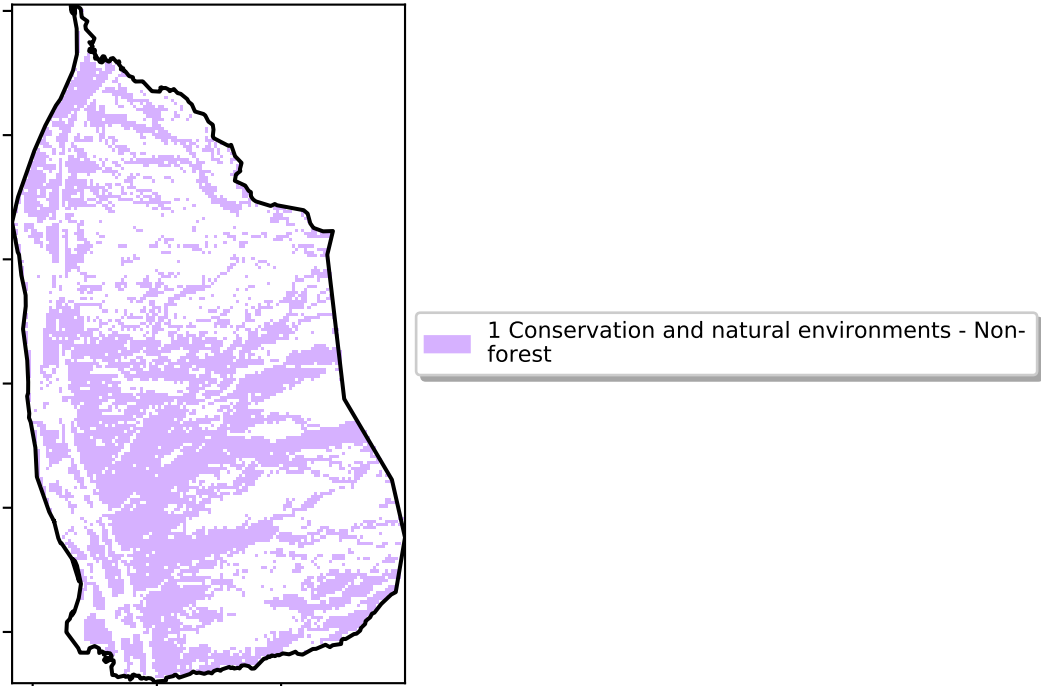 1 Conservation and natural environments - Non-
forest